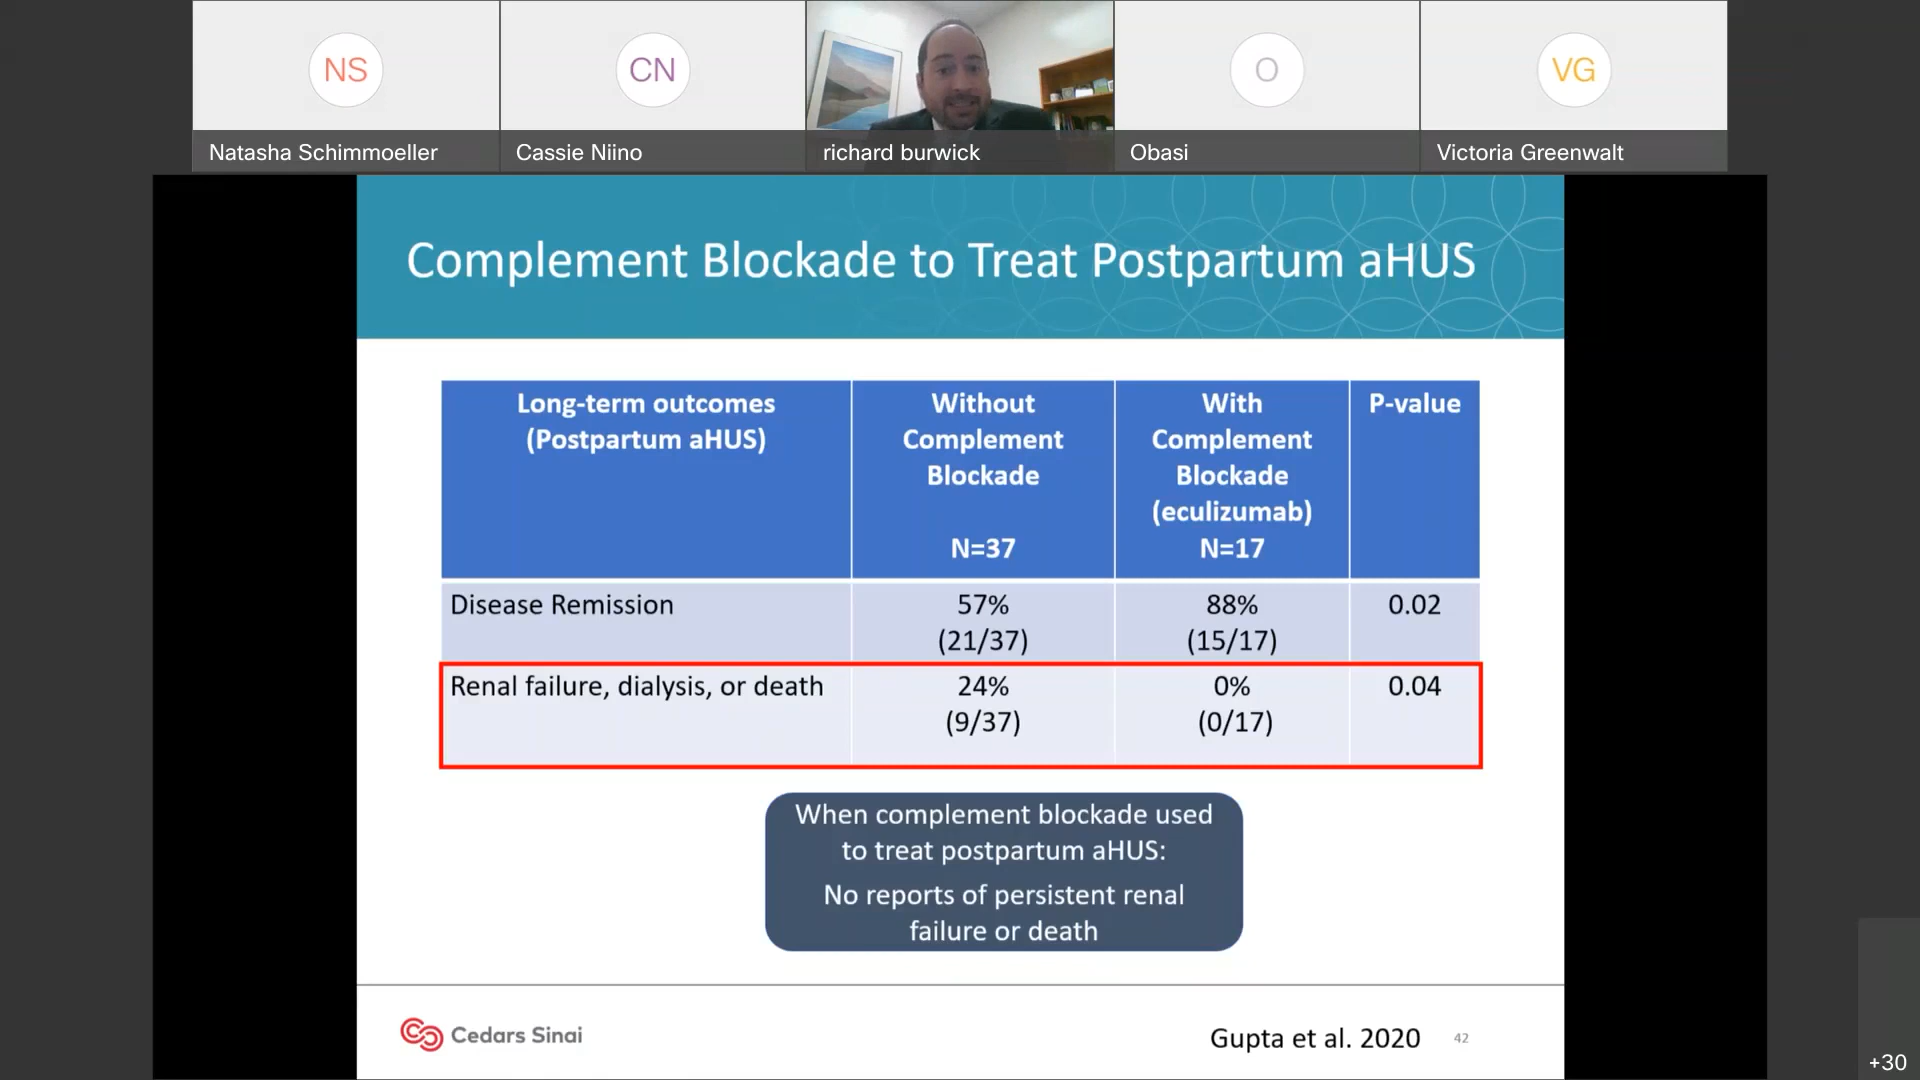 NS
CN
O
VG
Natasha Schimmoeller
Cassie Niino
richard burwick
Obasi
Victoria Greenwalt
Complement Blockade to Treat Postpartum aHUS
Long-term outcomes
(Postpartum aHUS)
Without
Complement
Blockade
N=37
With
Complement
Blockade
(eculizumab)
N=17
P-value
Disease Remission
57%
(21/37)
88%
(15/17)
0.02
Renal failure, dialysis, or death
24%
(9/37)
0%
(0/17)
0.04
When complement blockade used
to treat postpartum aHUS:
No reports of persistent renal
failure or death
Cedars Sinai
Gupta et al. 2020
42
+30